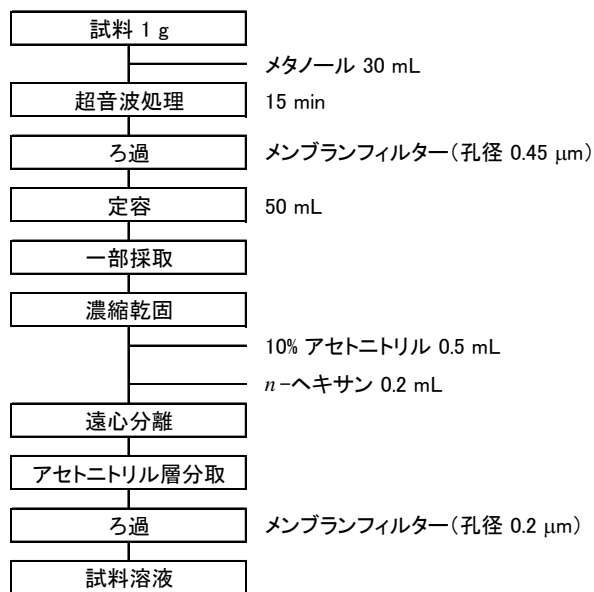 試料 1 g
メタノール 30 mL
超音波処理 15 min
ろ過 メンブランフィルター(孔径 0.45 μm)
定容 50 mL
一部採取
濃縮乾固
10% アセトニトリル 0.5 mL
n-ヘキサン 0.2 mL
遠心分離
アセトニトリル層分取
ろ過 メンブランフィルター(孔径 0.2 μm)
試料溶液